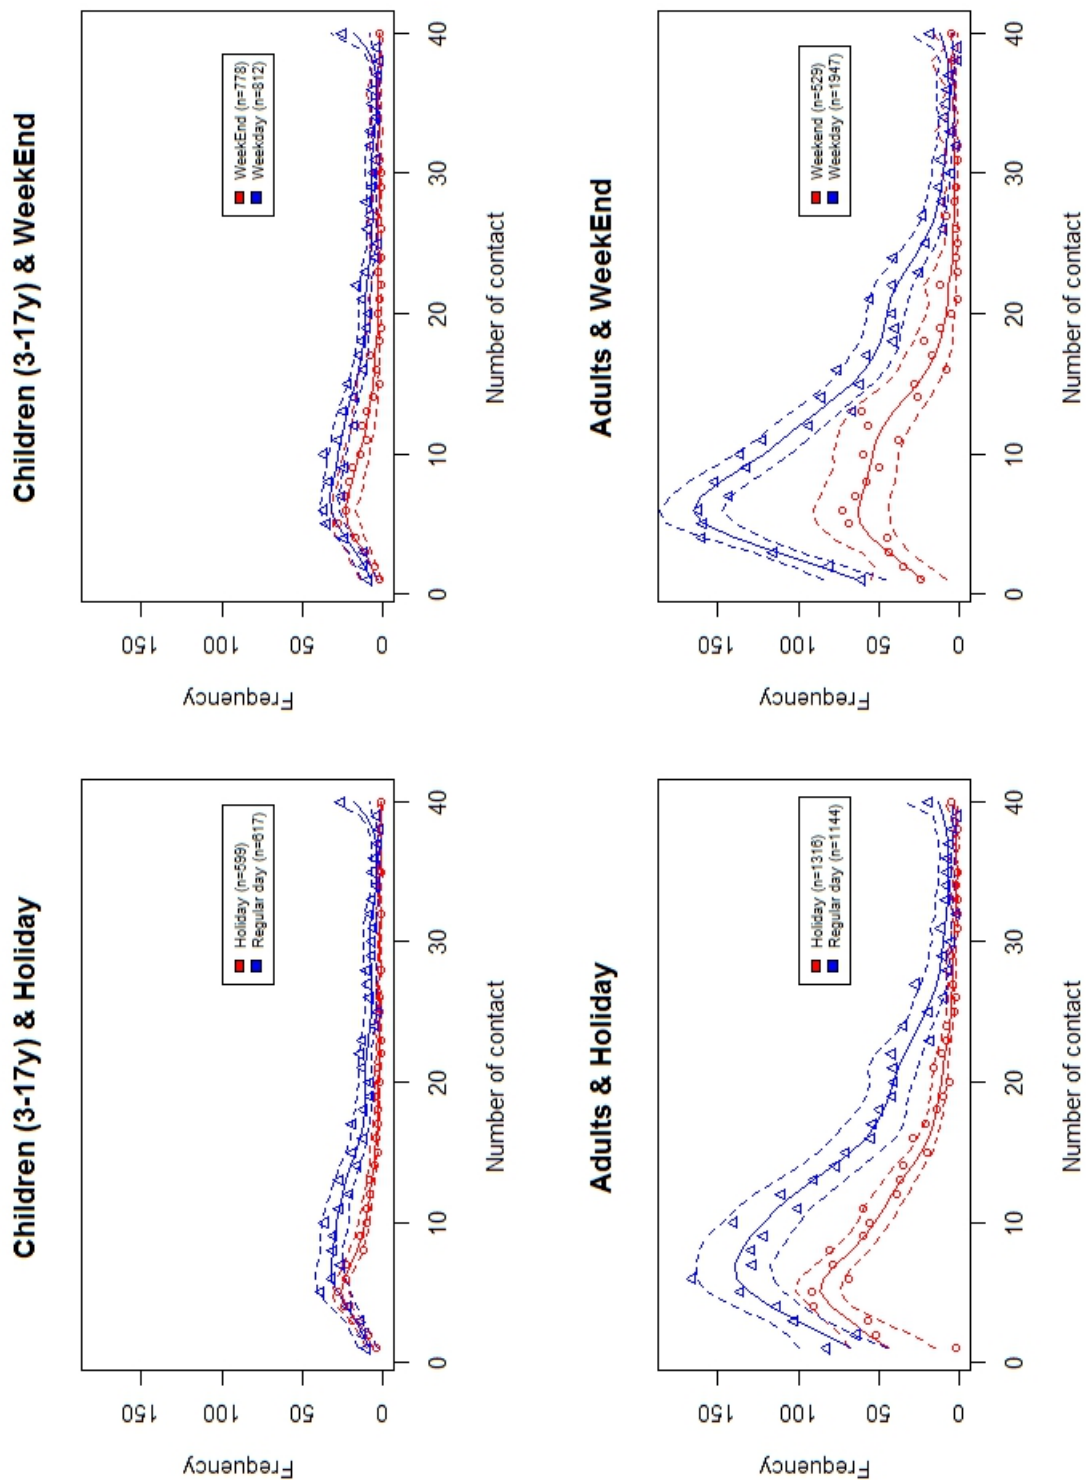 Children (3-17y) & Holiday
Frequency
150
100
50
0
Holiday (n=599)
Regular day (n=617)
0 10 20 30 40
Number of contact
Children (3-17y) & WeekEnd
Frequency
150
100
50
0
WeekEnd (n=778)
Weekday (n=812)
0 10 20 30 40
Number of contact
Adults & Holiday
Frequency
150
100
50
0
Holiday (n=1316)
Regular day (n=1144)
0 10 20 30 40
Number of contact
Adults & WeekEnd
Frequency
150
100
50
0
Weekend (n=529)
Weekday (n=1947)
0 10 20 30 40
Number of contact